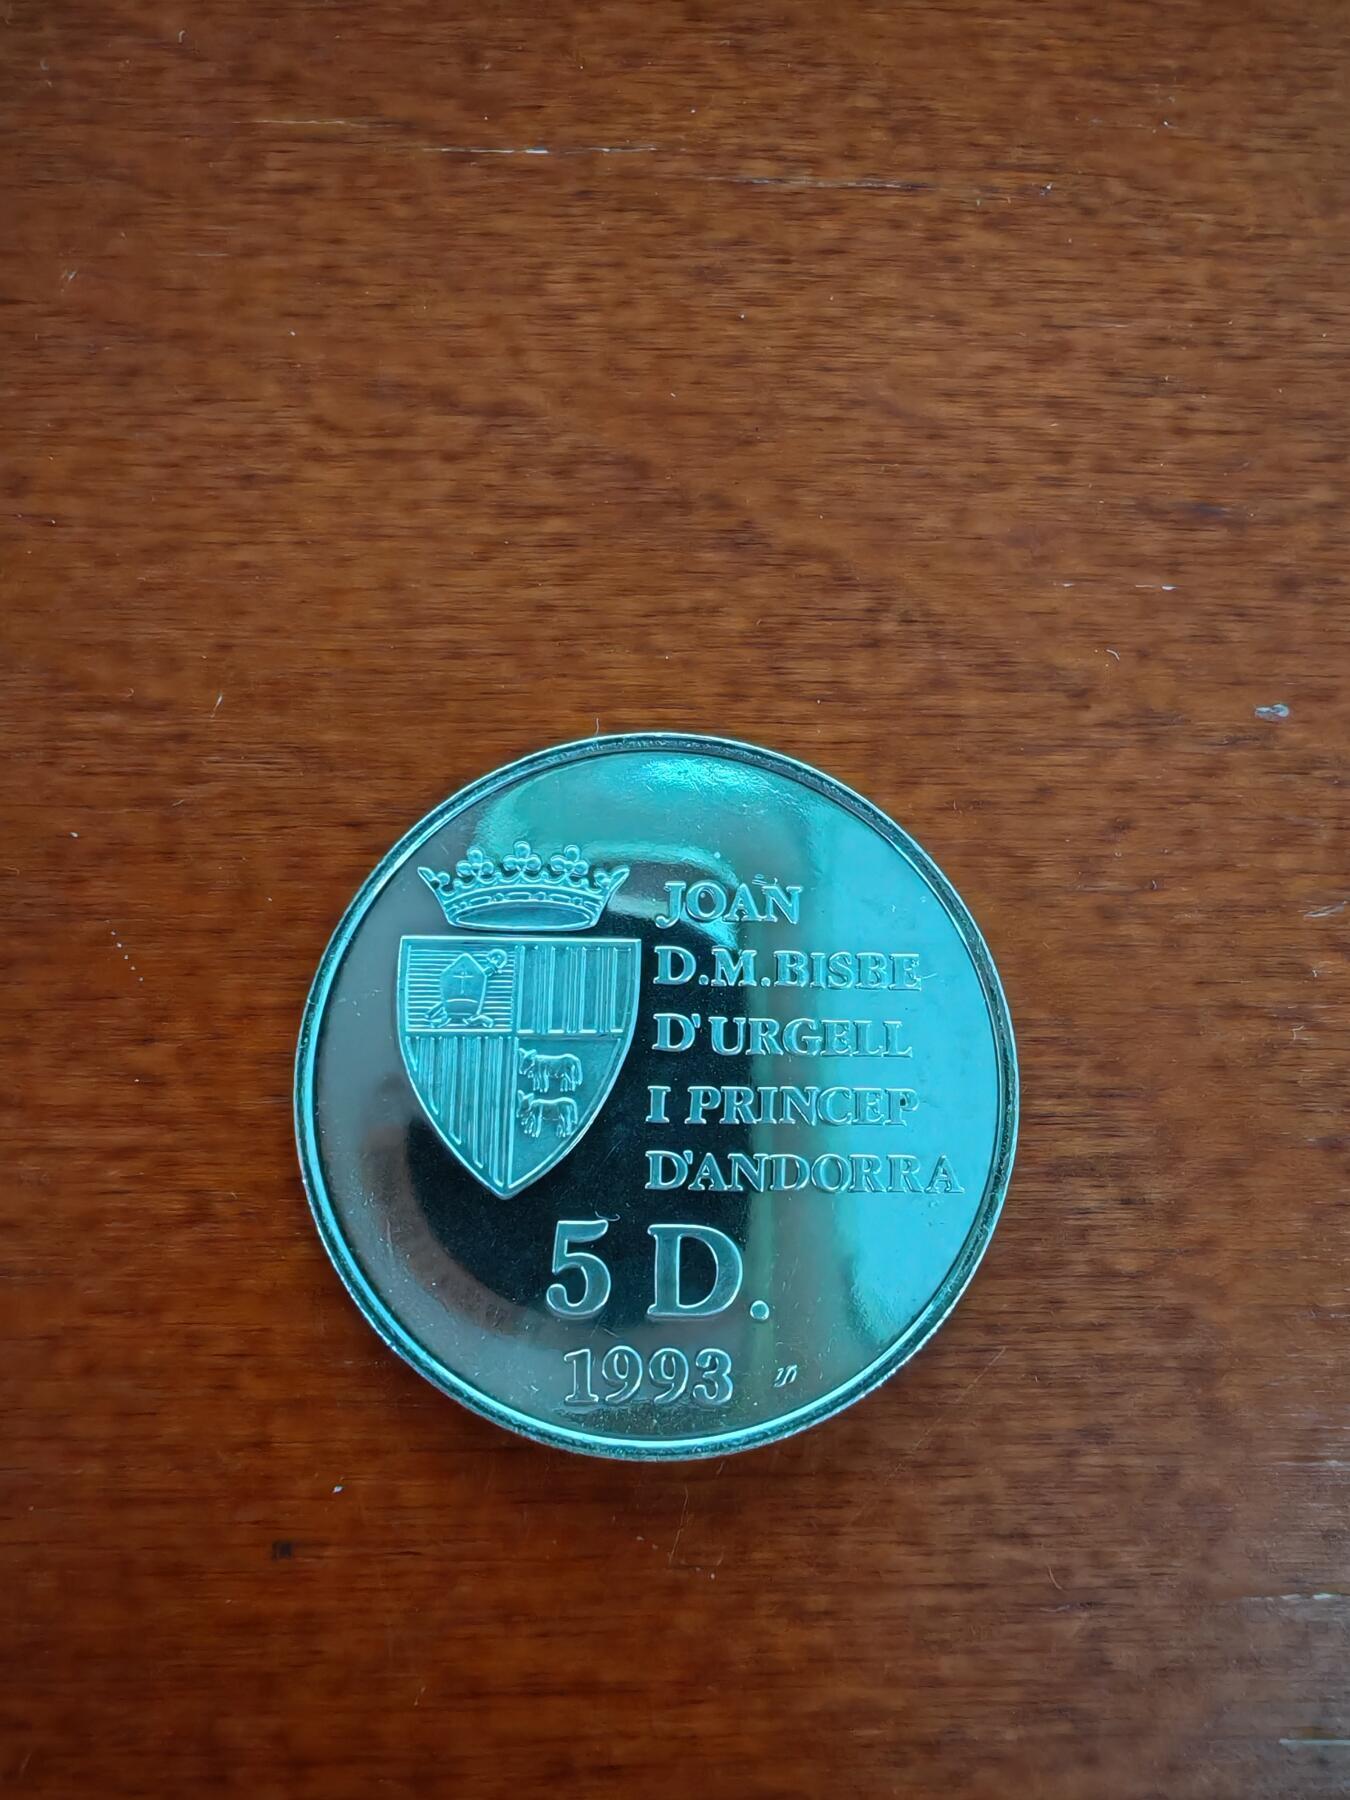 JOAN
D.M.BISBE
D'URGELL
I PRINCEP
D'ANDORRA
5 D.
1993